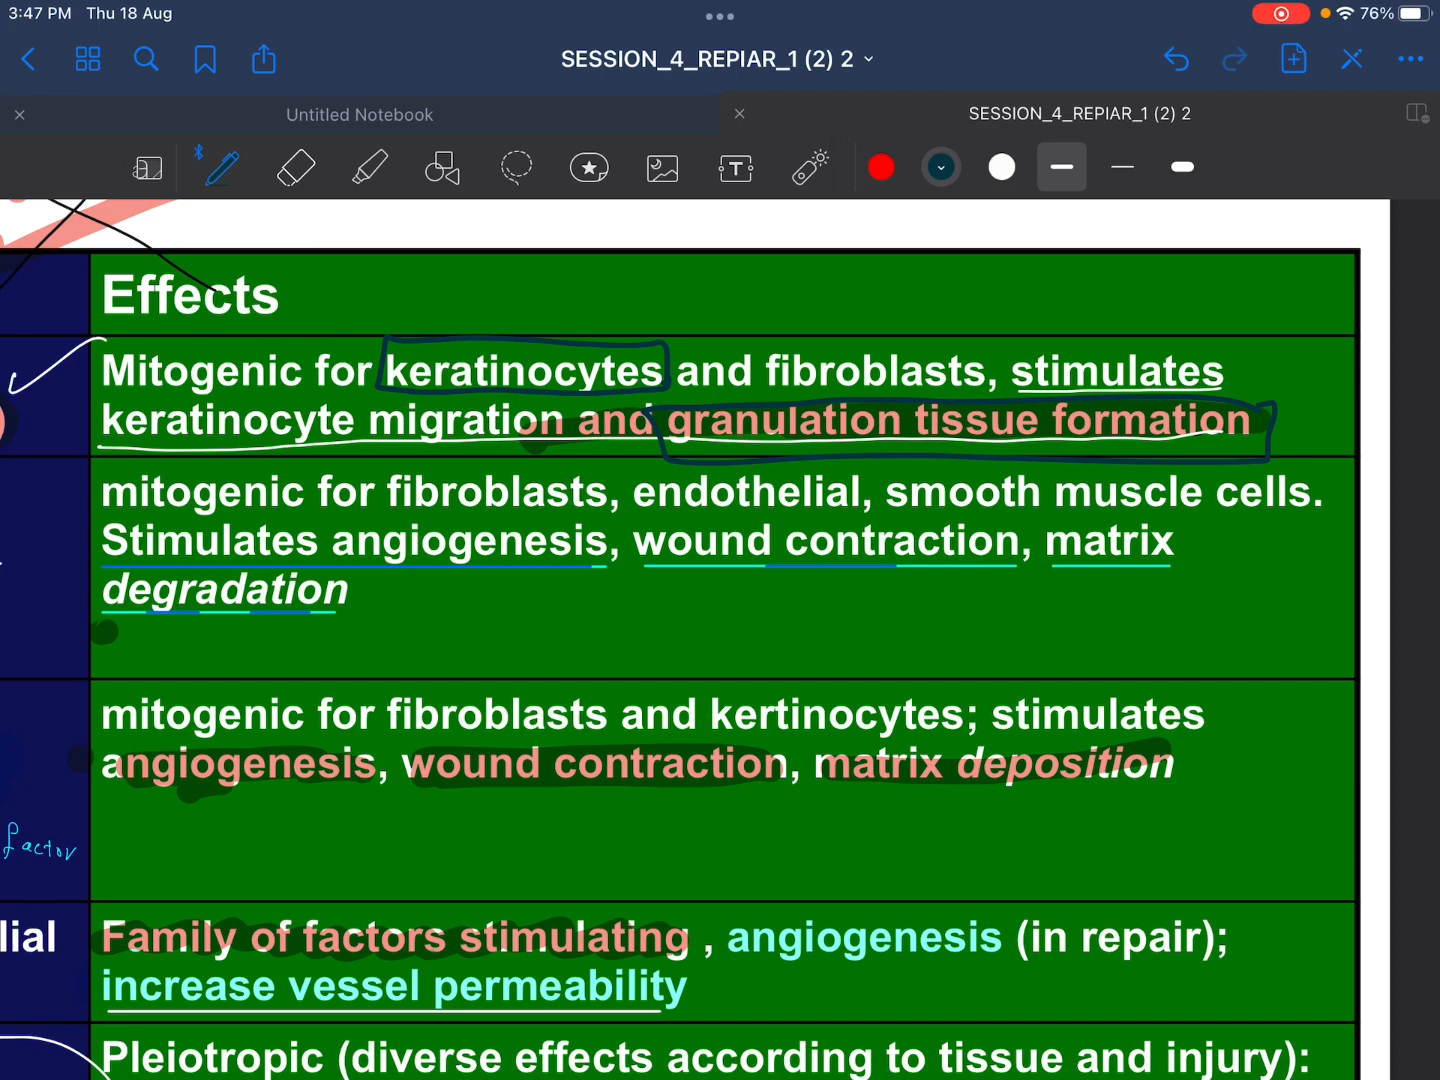 3:47 PM Thu 18 Aug
76%
SESSION_4_REPIAR_1 (2) 2
Untitled Notebook
SESSION_4_REPIAR_1 (2) 2
Effects
Mitogenic for keratinocytes and fibroblasts, stimulates
keratinocyte migration and granulation tissue formation
mitogenic for fibroblasts, endothelial, smooth muscle cells.
Stimulates angiogenesis, wound contraction, matrix
degradation
mitogenic for fibroblasts and kertinocytes; stimulates
angiogenesis, wound contraction, matrix deposition
factor
lial
Family of factors stimulating , angiogenesis (in repair);
increase vessel permeability
Pleiotropic (diverse effects according to tissue and injury):